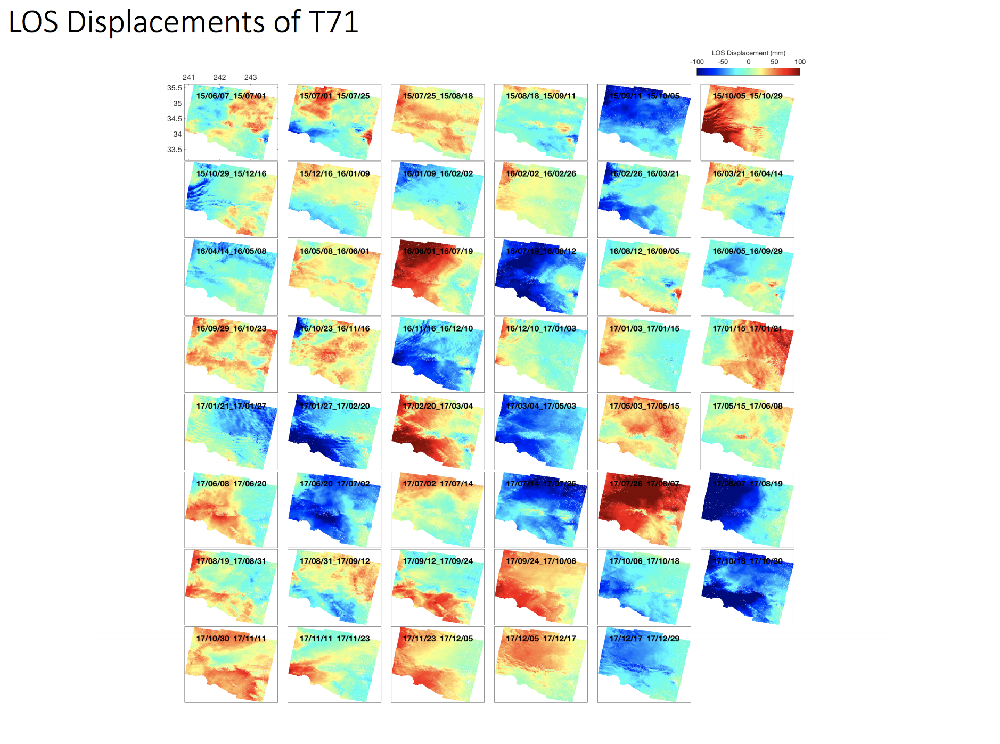 LOS Displacements of T71
LOS Displacement (mm)
-100 -50 0 50 100
241 242 243
35.5
35
34.5
34
33.5
15/06/07_15/07/01 15/07/01_15/07/25 15/07/25_15/08/18 15/08/18_15/09/11 15/09/11_15/10/05 15/10/05_15/10/29
15/10/29_15/12/16 15/12/16_16/01/09 16/01/09_16/02/02 16/02/02_16/02/26 16/02/26_16/03/21 16/03/21_16/04/14
16/04/14_16/05/08 16/05/08_16/06/01 16/06/01_16/07/19 16/07/19_16/08/12 16/08/12_16/09/05 16/09/05_16/09/29
16/09/29_16/10/23 16/10/23_16/11/16 16/11/16_16/12/10 16/12/10_17/01/03 17/01/03_17/01/15 17/01/15_17/01/21
17/01/21_17/01/27 17/01/27_17/02/20 17/02/20_17/03/04 17/03/04_17/05/03 17/05/03_17/05/15 17/05/15_17/06/08
17/06/08_17/06/20 17/06/20_17/07/02 17/07/02_17/07/14 17/07/14_17/07/26 17/07/26_17/08/07 17/08/07_17/08/19
17/08/19_17/08/31 17/08/31_17/09/12 17/09/12_17/09/24 17/09/24_17/10/06 17/10/06_17/10/18 17/10/18_17/10/30
17/10/30_17/11/11 17/11/11_17/11/23 17/11/23_17/12/05 17/12/05_17/12/17 17/12/17_17/12/29